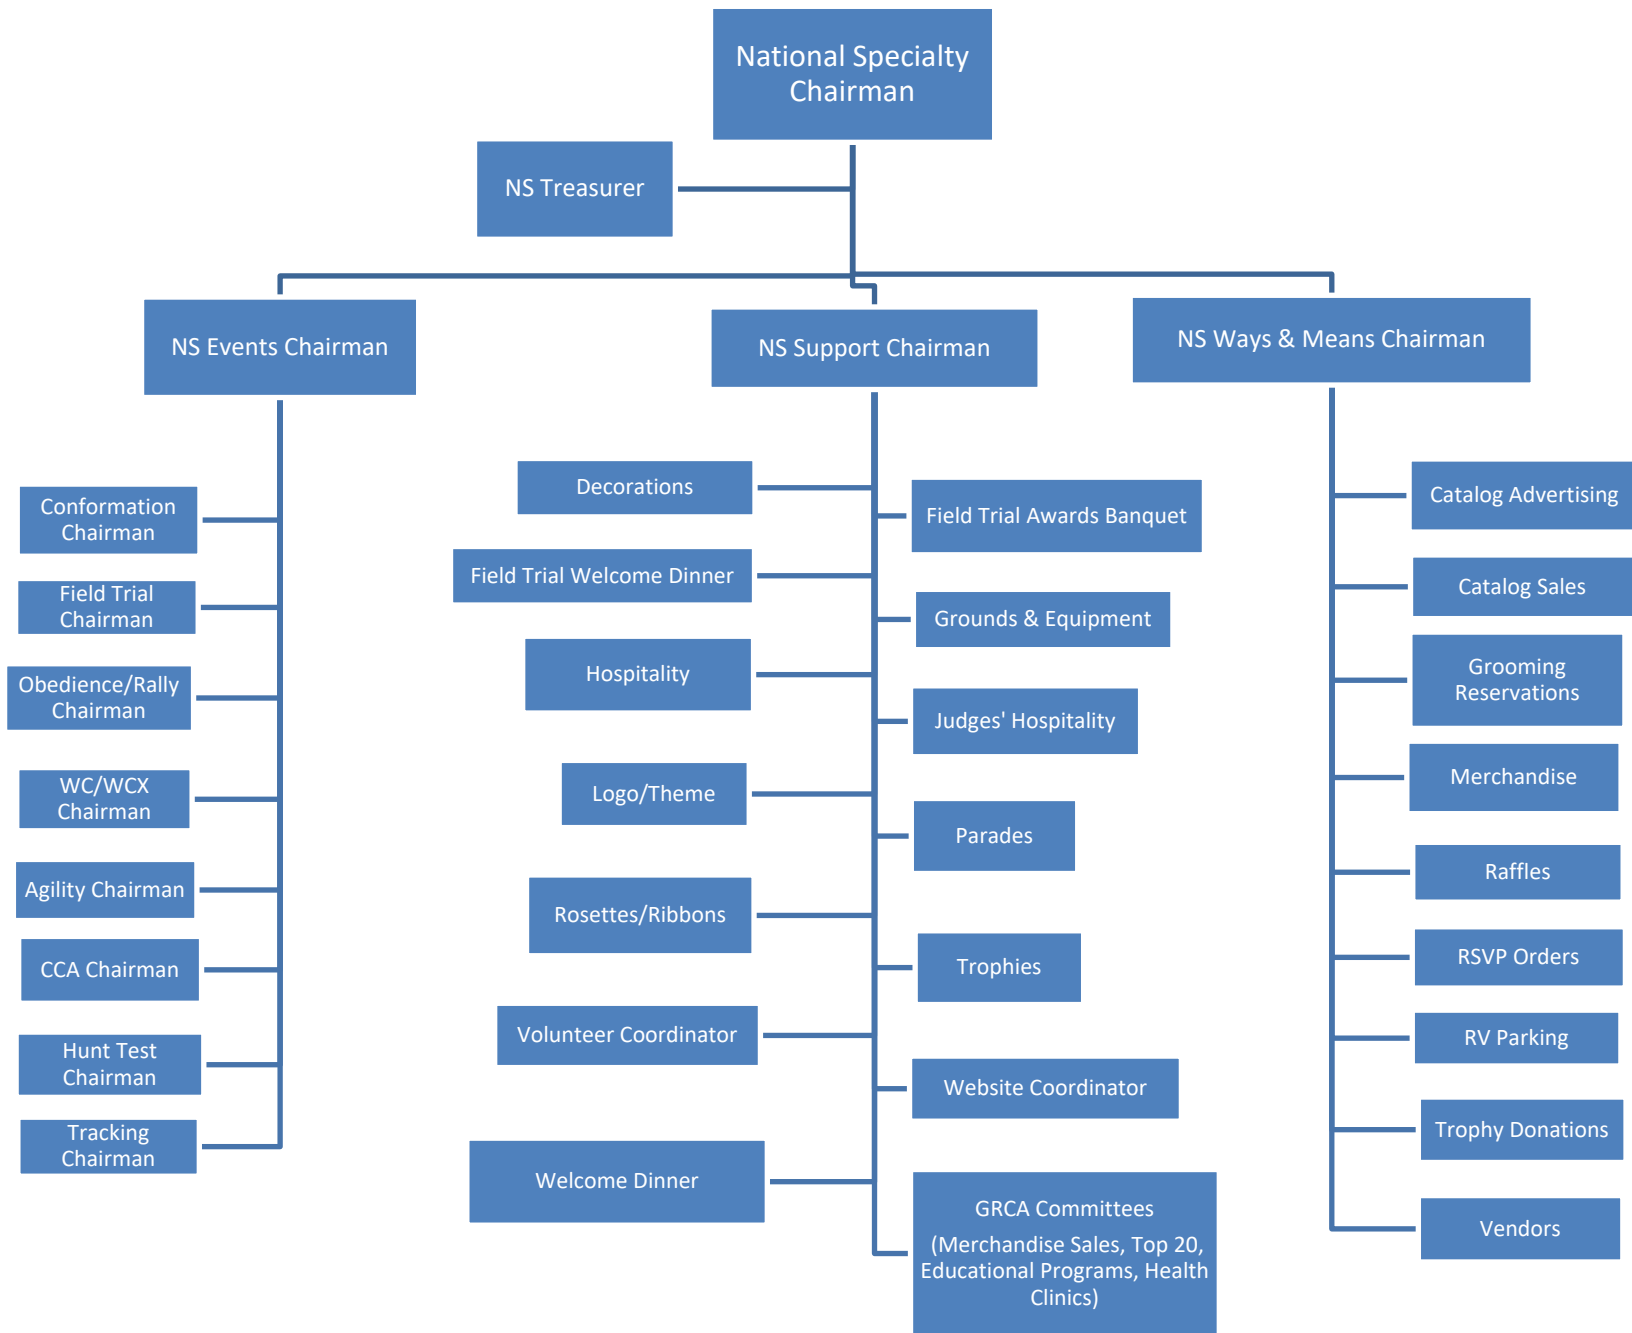 National Specialty
Chairman
NS Treasurer
NS Events Chairman
NS Support Chairman
NS Ways & Means Chairman
Conformation
Chairman
Field Trial
Chairman
Obedience/Rally
Chairman
WC/WCX
Chairman
Agility Chairman
CCA Chairman
Hunt Test
Chairman
Tracking
Chairman
Decorations
Field Trial Welcome Dinner
Hospitality
Logo/Theme
Rosettes/Ribbons
Volunteer Coordinator
Welcome Dinner
Field Trial Awards Banquet
Grounds & Equipment
Judges' Hospitality
Parades
Trophies
Website Coordinator
GRCA Committees
(Merchandise Sales, Top 20,
Educational Programs, Health
Clinics)
Catalog Advertising
Catalog Sales
Grooming
Reservations
Merchandise
Raffles
RSVP Orders
RV Parking
Trophy Donations
Vendors